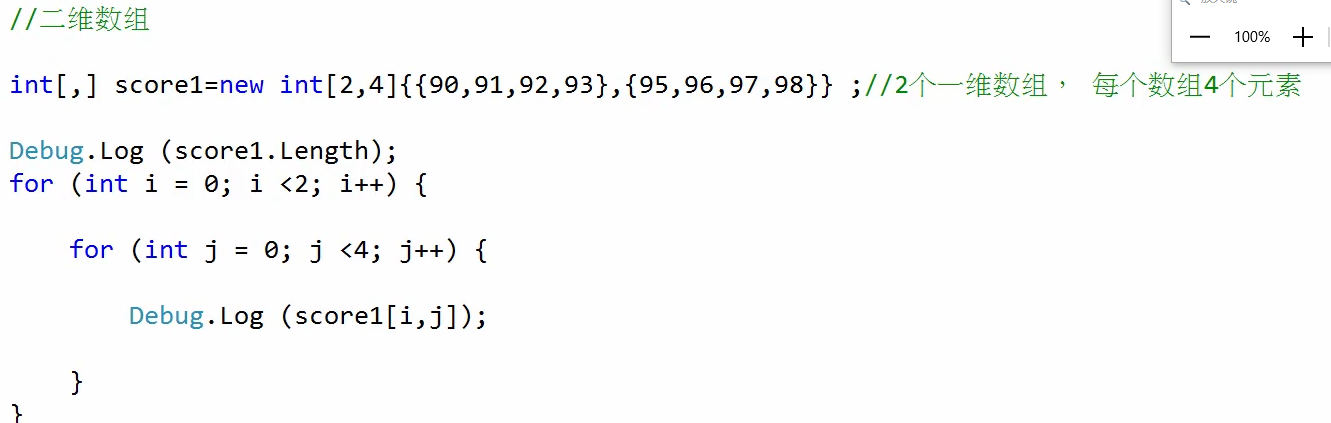 //二维数组
100%
int[,] score1=new int[2,4]{{90,91,92,93},{95,96,97,98}} ;//2个一维数组， 每个数组4个元素
Debug.Log (score1.Length);
for (int i = 0; i <2; i++) {
for (int j = 0; j <4; j++) {
Debug.Log (score1[i,j]);
}
}